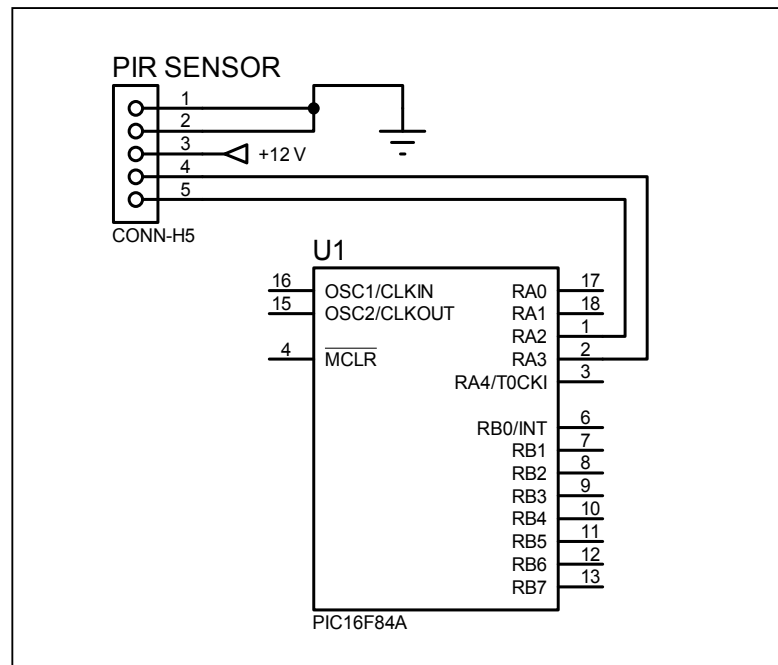 PIR SENSOR
1
2
3
+12 V
4
5
CONN-H5
U1
16 OSC1/CLKIN RA0 17
15 OSC2/CLKOUT RA1 18
RA2 1
4 MCLR RA3 2
RA4/T0CKI 3
RB0/INT 6
RB1 7
RB2 8
RB3 9
RB4 10
RB5 11
RB6 12
RB7 13
PIC16F84A